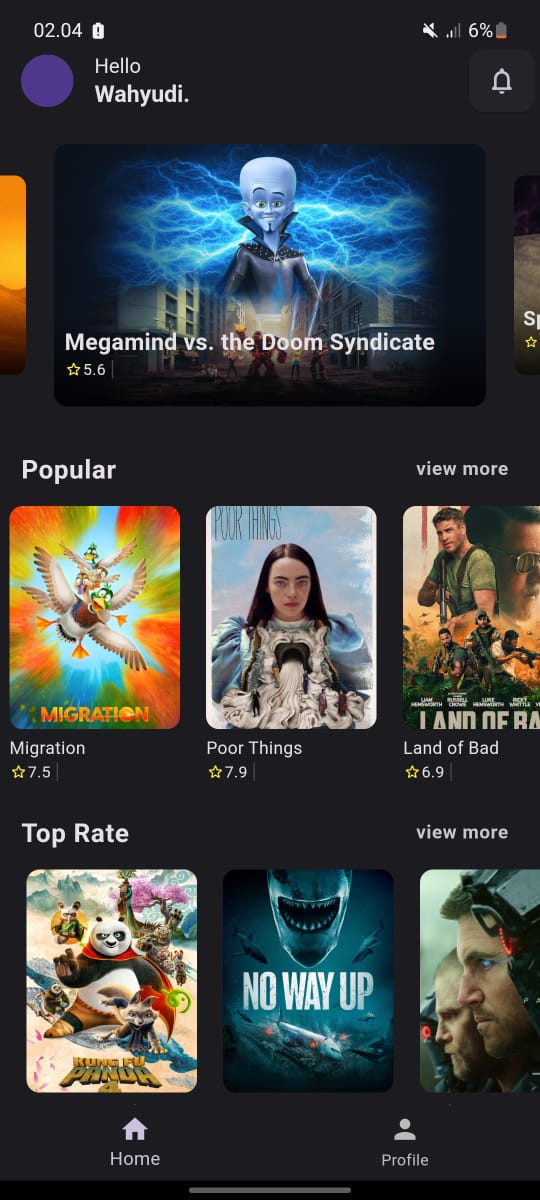 02.04
6%
Hello
Wahyudi.
Megamind vs. the Doom Syndicate
5.6
Sp
Popular
view more
POOR THINGS
MIGRATION
LIAM HEMSWORTH RUSSELL CROWE LUKE HEMSWORTH RICKY WHITTLE
LAND OF BA
Migration
Poor Things
Land of Bad
7.5
7.9
6.9
Top Rate
view more
NO WAY UP
KUNG FU
PANDA
4
Home
Profile